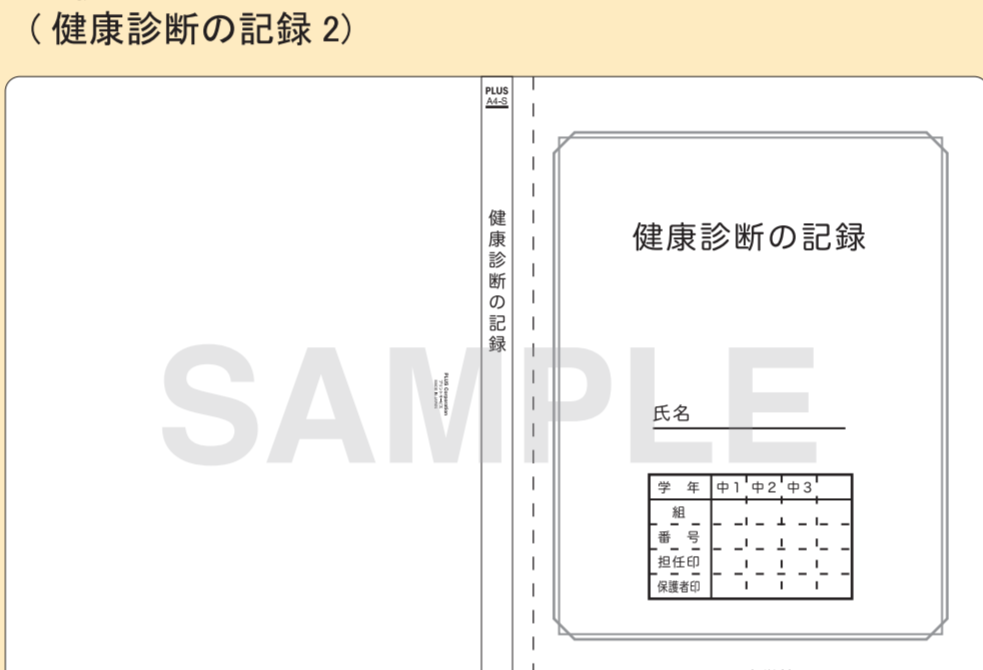 （健康診断の記録 2）
PLUS
A4-S
健康診断の記録
PLUS Corporation
健康診断の記録
SAMPLE
氏名
学 年 中1 中2 中3
組
番 号
担任印
保護者印